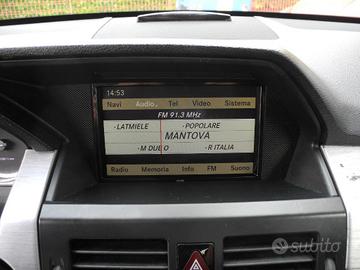 14:53
Navi Audio Tel Video Sistema
FM 91.3 MHz
-LATMIELE -POPOLARE
MANTOVA
-M DUE O -R ITALIA
Radio Memoria Info FM Suono
subito